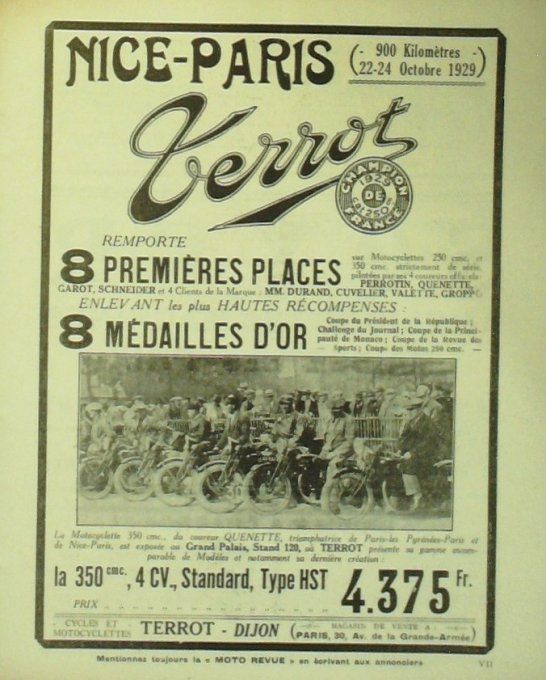 NICE-PARIS
(- 900 Kilomètres -)
(22-24 Octobre 1929)
Terrot
CHAMPION
1929
DE
Cat 250cc
FRANCE
REMPORTE
8 PREMIÈRES PLACES
sur Motocyclettes 250 cmc. et
350 cmc. strictement de série
pilotées par ses 4 coureurs officiels:
PERROTIN, QUENETTE,
GAROT, SCHNEIDER et 4 Clients de la Marque : MM. DURAND, CUVELIER, VALETTE, GROPP
ENLEVANT les plus HAUTES RÉCOMPENSES :
8 MÉDAILLES D'OR
Coupe du Président de la République ;
Challenge du Journal ; Coupe de la Princi-
pauté de Monaco ; Coupe de la Revue des
- Sports ; Coupe des Motos 250 cmc. -
La Motocyclette 350 cmc., du coureur QUENETTE, triomphatrice de Paris-les Pyrénées-Paris et
de Nice-Paris, est exposée au Grand Palais, Stand 120, où TERROT présente sa gamme incom-
parable de Modèles et notamment sa dernière création :
la 350 cmc, 4 CV., Standard, Type HST
PRIX
4.375 Fr.
- CYCLES ET -
MOTOCYCLETTES
TERROT - DIJON
(- MAGASIN DE VENTE A : -)
(PARIS, 30, Av. de la Grande-Armée)
Mentionnez toujours la « MOTO REVUE » en écrivant aux annonciers
VII